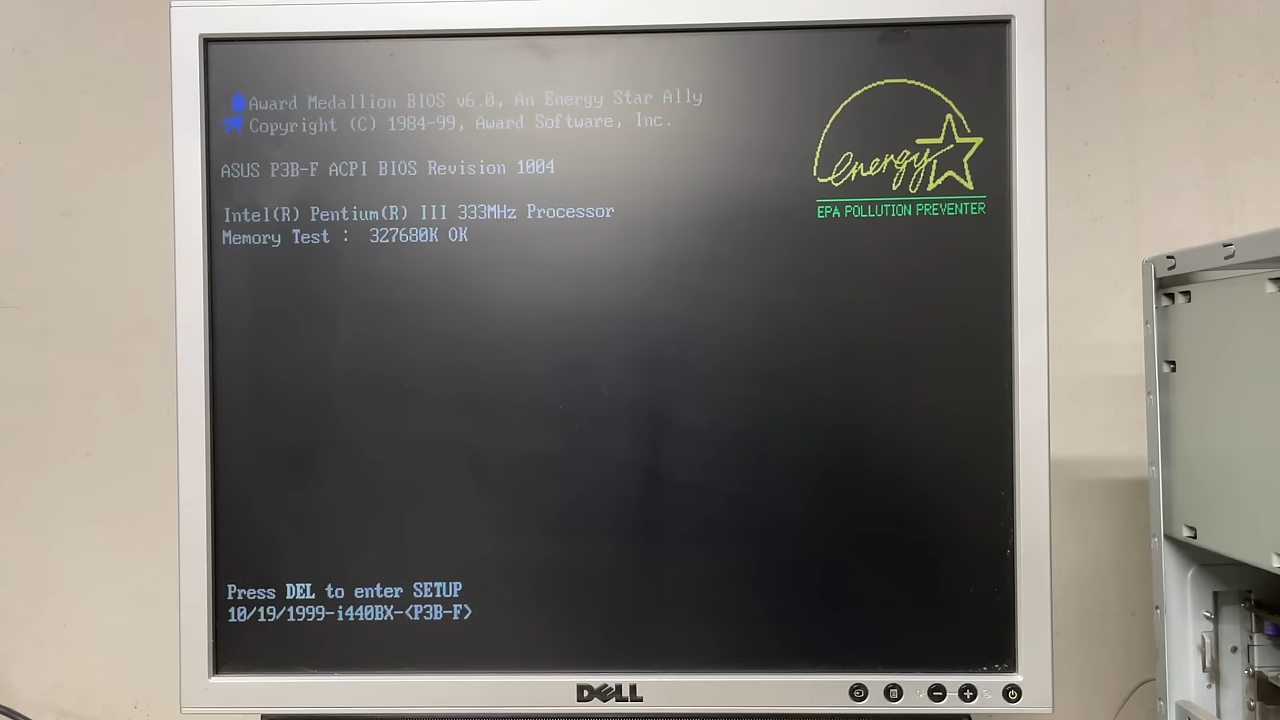 Award Medallion BIOS v6.0, An Energy Star Ally
Copyright (C) 1984-99, Award Software, Inc.
energy
EPA POLLUTION PREVENTER
ASUS P3B-F ACPI BIOS Revision 1004
Intel(R) Pentium(R) III 333MHz Processor
Memory Test :  327680K OK
Press DEL to enter SETUP
10/19/1999-i440BX-<P3B-F>
DELL